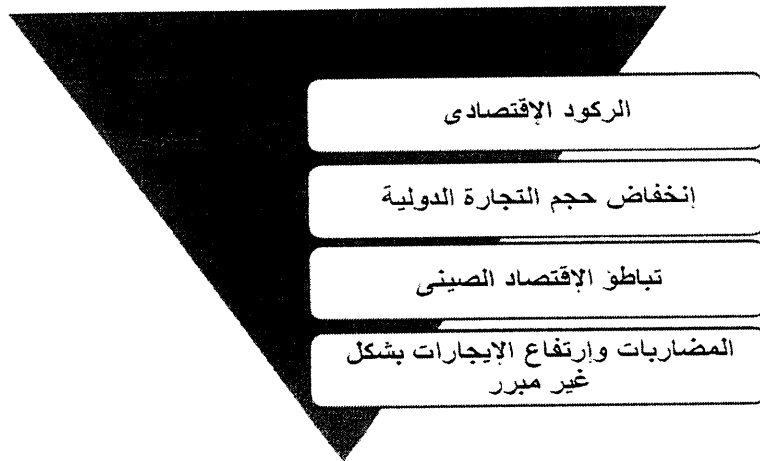 الركود الإقتصادى
إنخفاض حجم التجارة الدولية
تباطؤ الإقتصاد الصينى
المضاربات وإرتفاع الإيجارات بشكل
غير مبرر